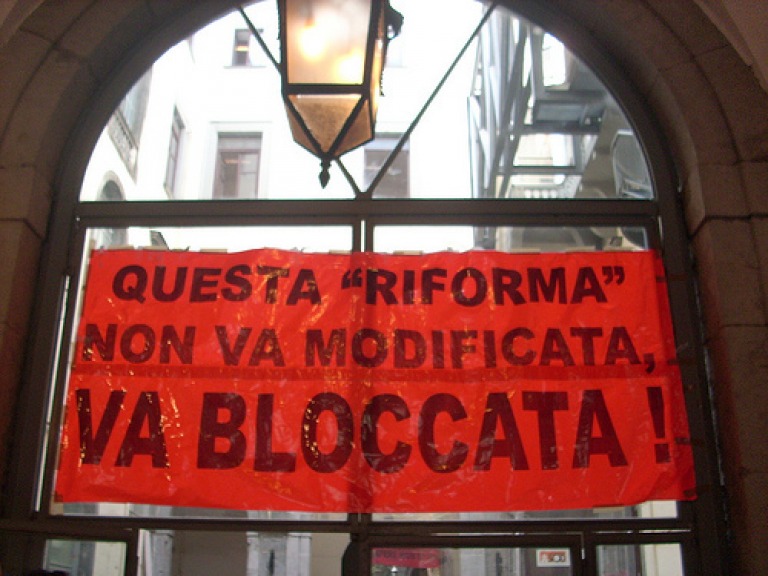 QUESTA “RIFORMA”
NON VA MODIFICATA,
VA BLOCCATA !